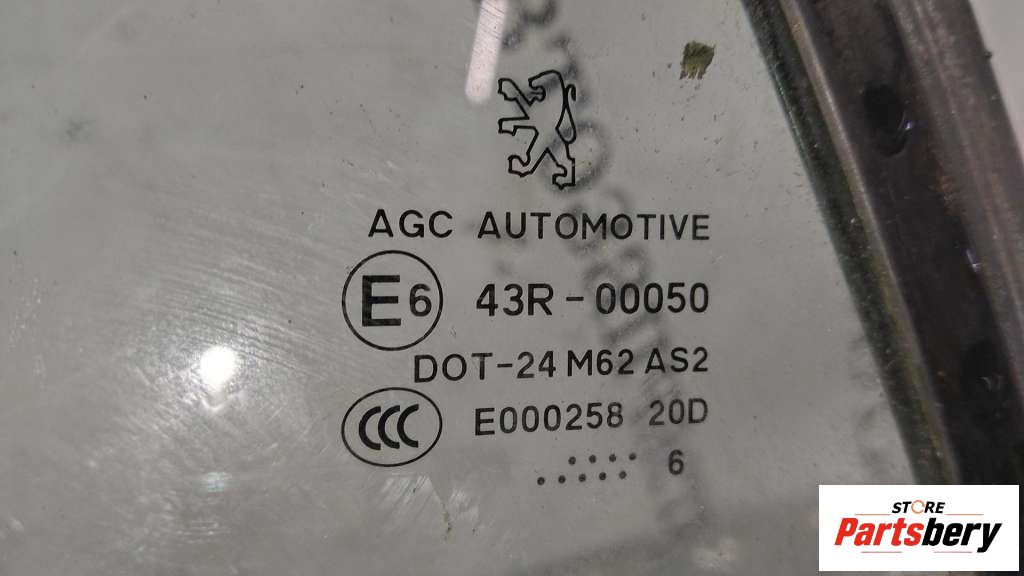 AGC AUTOMOTIVE
E6 43R-00050
DOT-24 M62 AS2
CCC E000258 20D
6
STORE
Partsbery